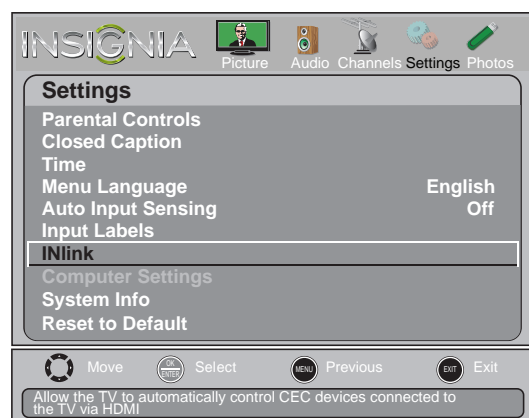 INSIGNIA
Picture Audio Channels Settings Photos
Settings
Parental Controls
Closed Caption
Time
Menu Language English
Auto Input Sensing Off
Input Labels
INlink
Computer Settings
System Info
Reset to Default
Move OK ENTER Select MENU Previous EXIT Exit
Allow the TV to automatically control CEC devices connected to
the TV via HDMI